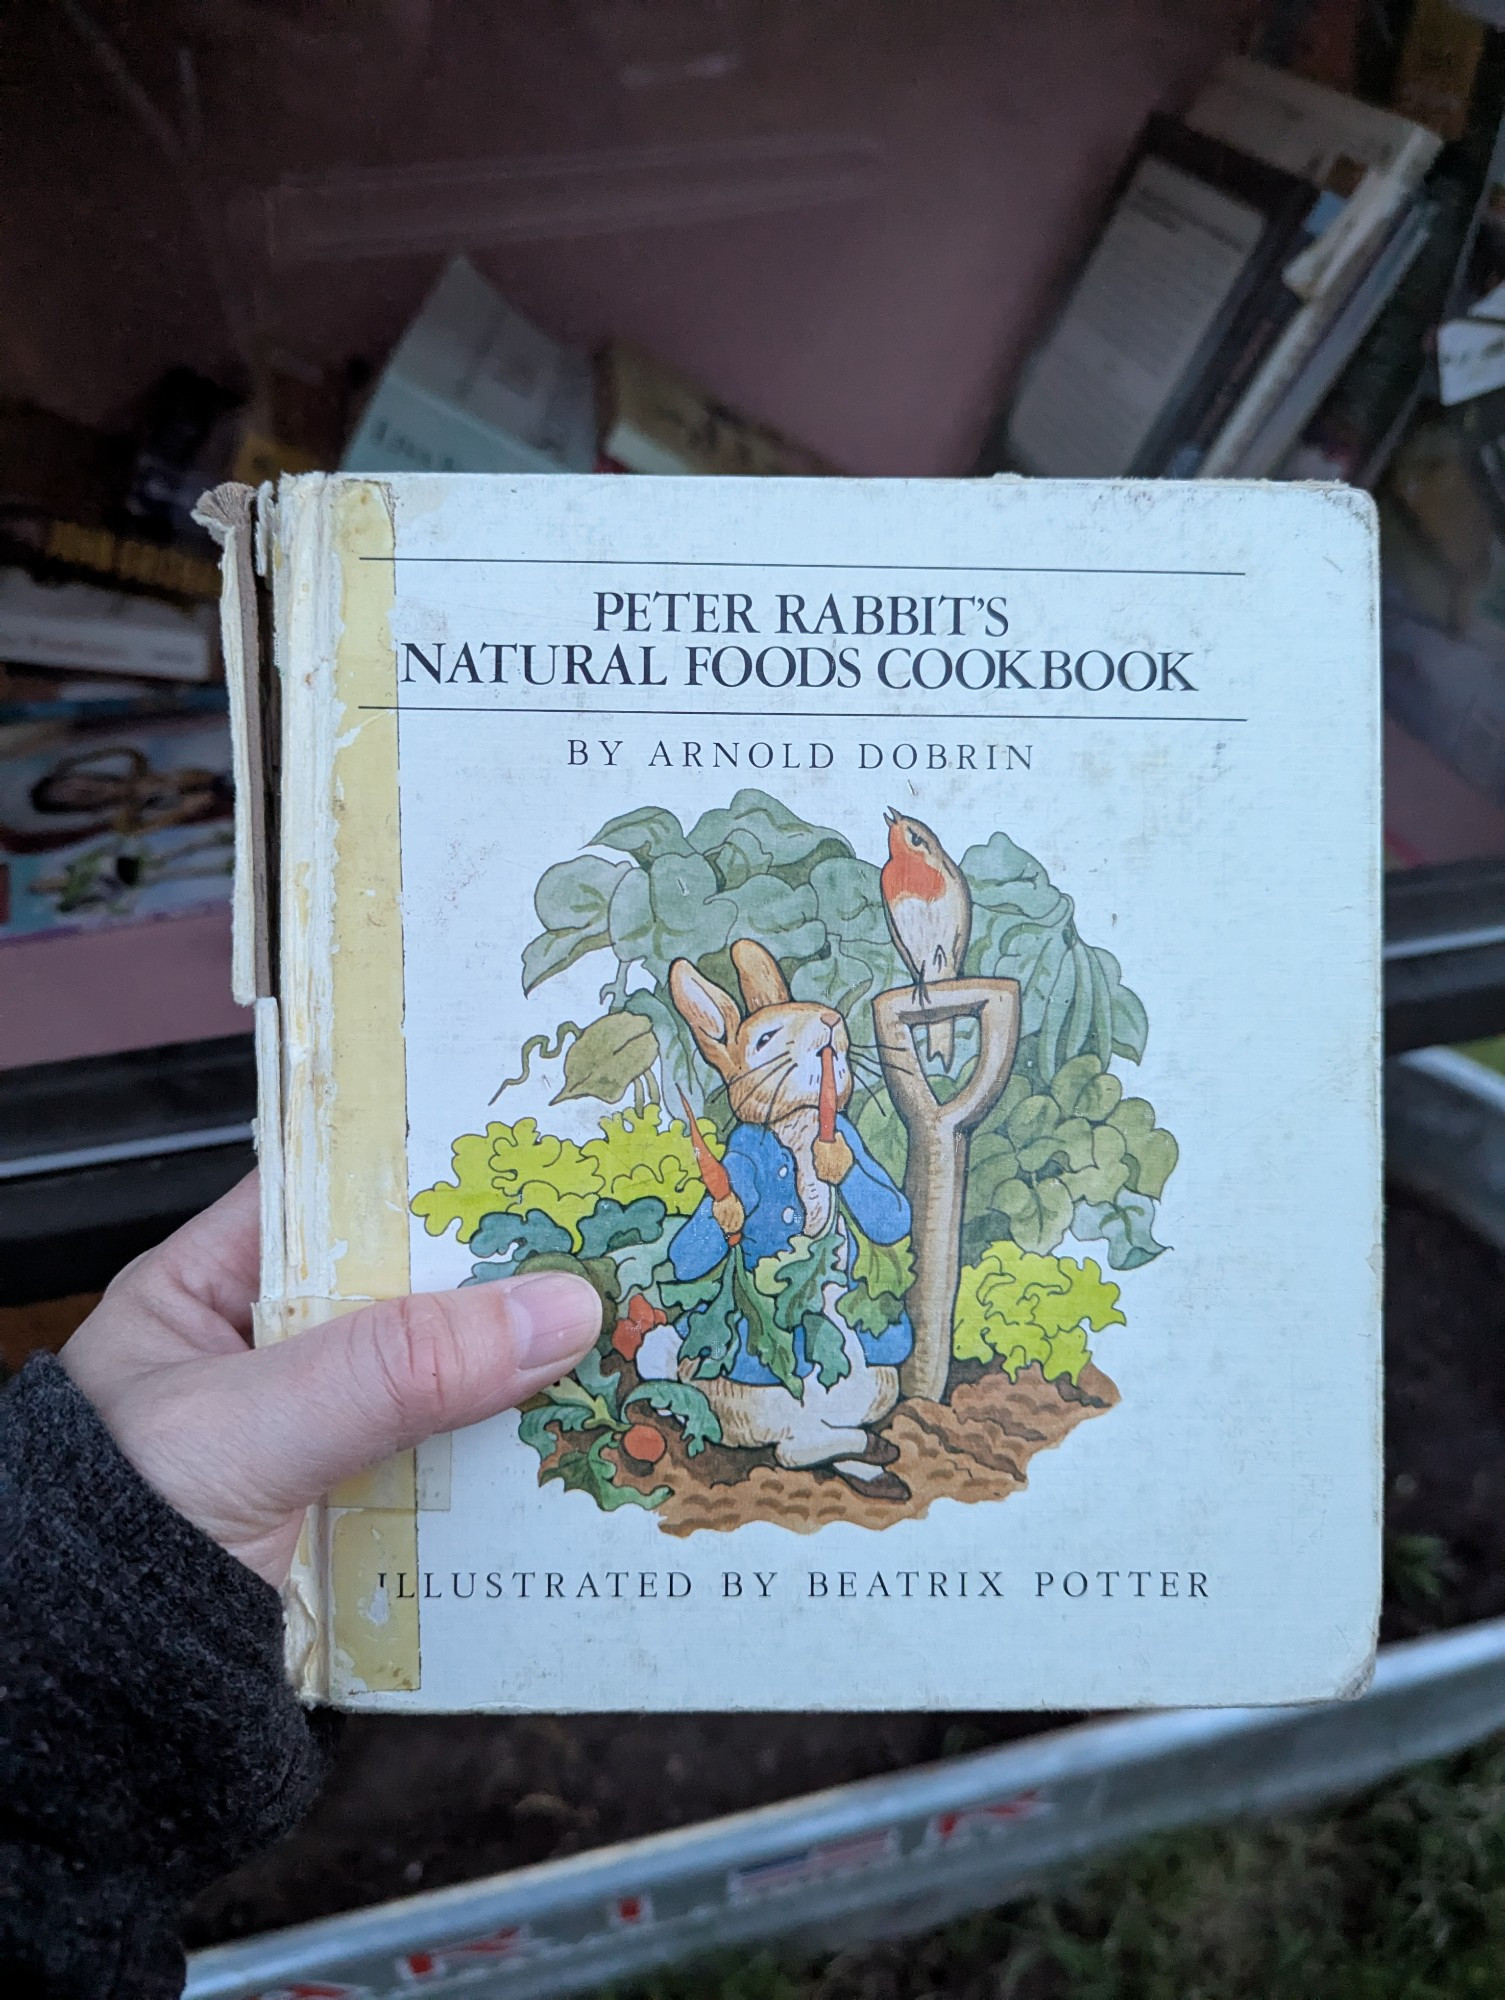 PETER RABBIT'S
NATURAL FOODS COOKBOOK
BY ARNOLD DOBRIN
ILLUSTRATED BY BEATRIX POTTER